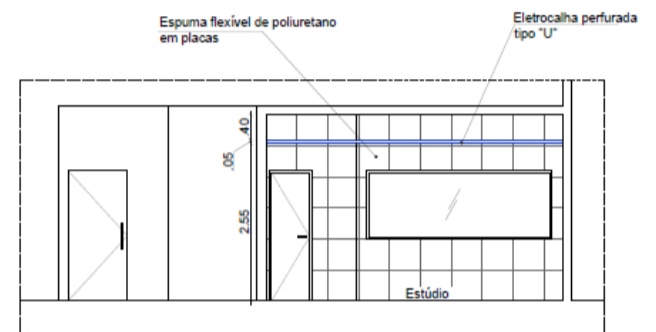 Espuma flexível de poliuretano
em placas
Eletrocalha perfurada
tipo "U"
.40
.05
2.55
Estúdio